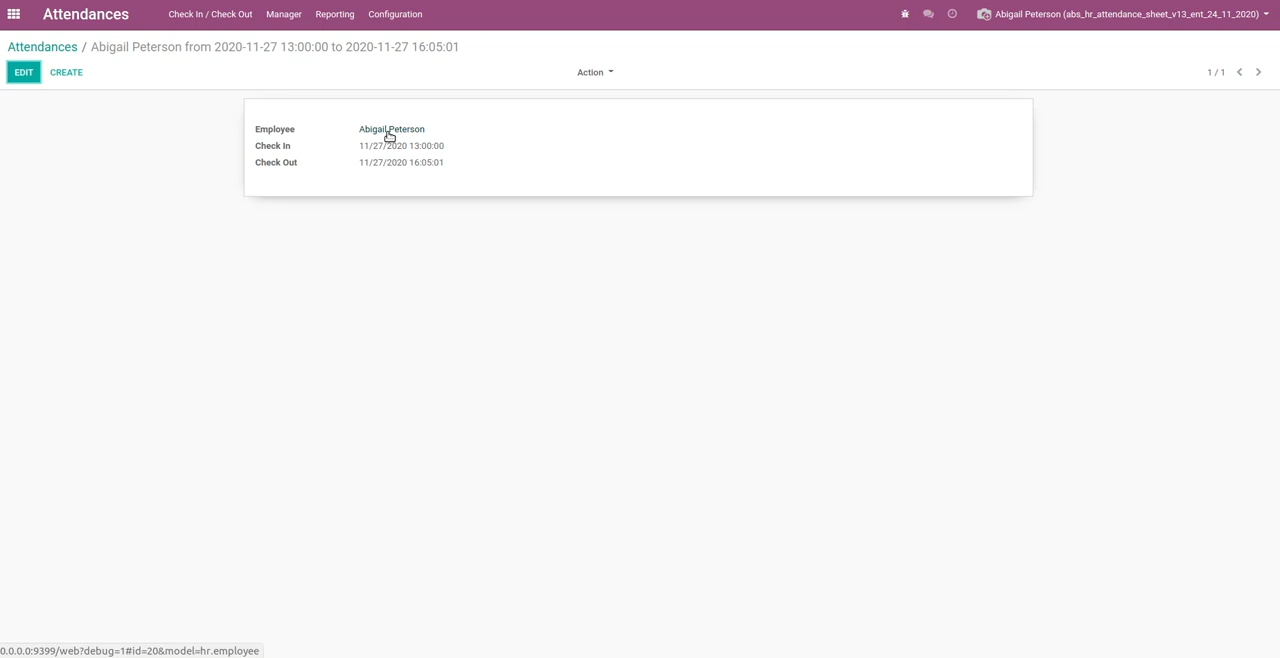 Attendances Check In / Check Out Manager Reporting Configuration Abigail Peterson (abs_hr_attendance_sheet_v13_ent_24_11_2020)
Attendances / Abigail Peterson from 2020-11-27 13:00:00 to 2020-11-27 16:05:01
EDIT CREATE Action 1 / 1
Employee Abigail Peterson
Check In 11/27/2020 13:00:00
Check Out 11/27/2020 16:05:01
0.0.0.0:9399/web?debug=1#id=20&model=hr.employee